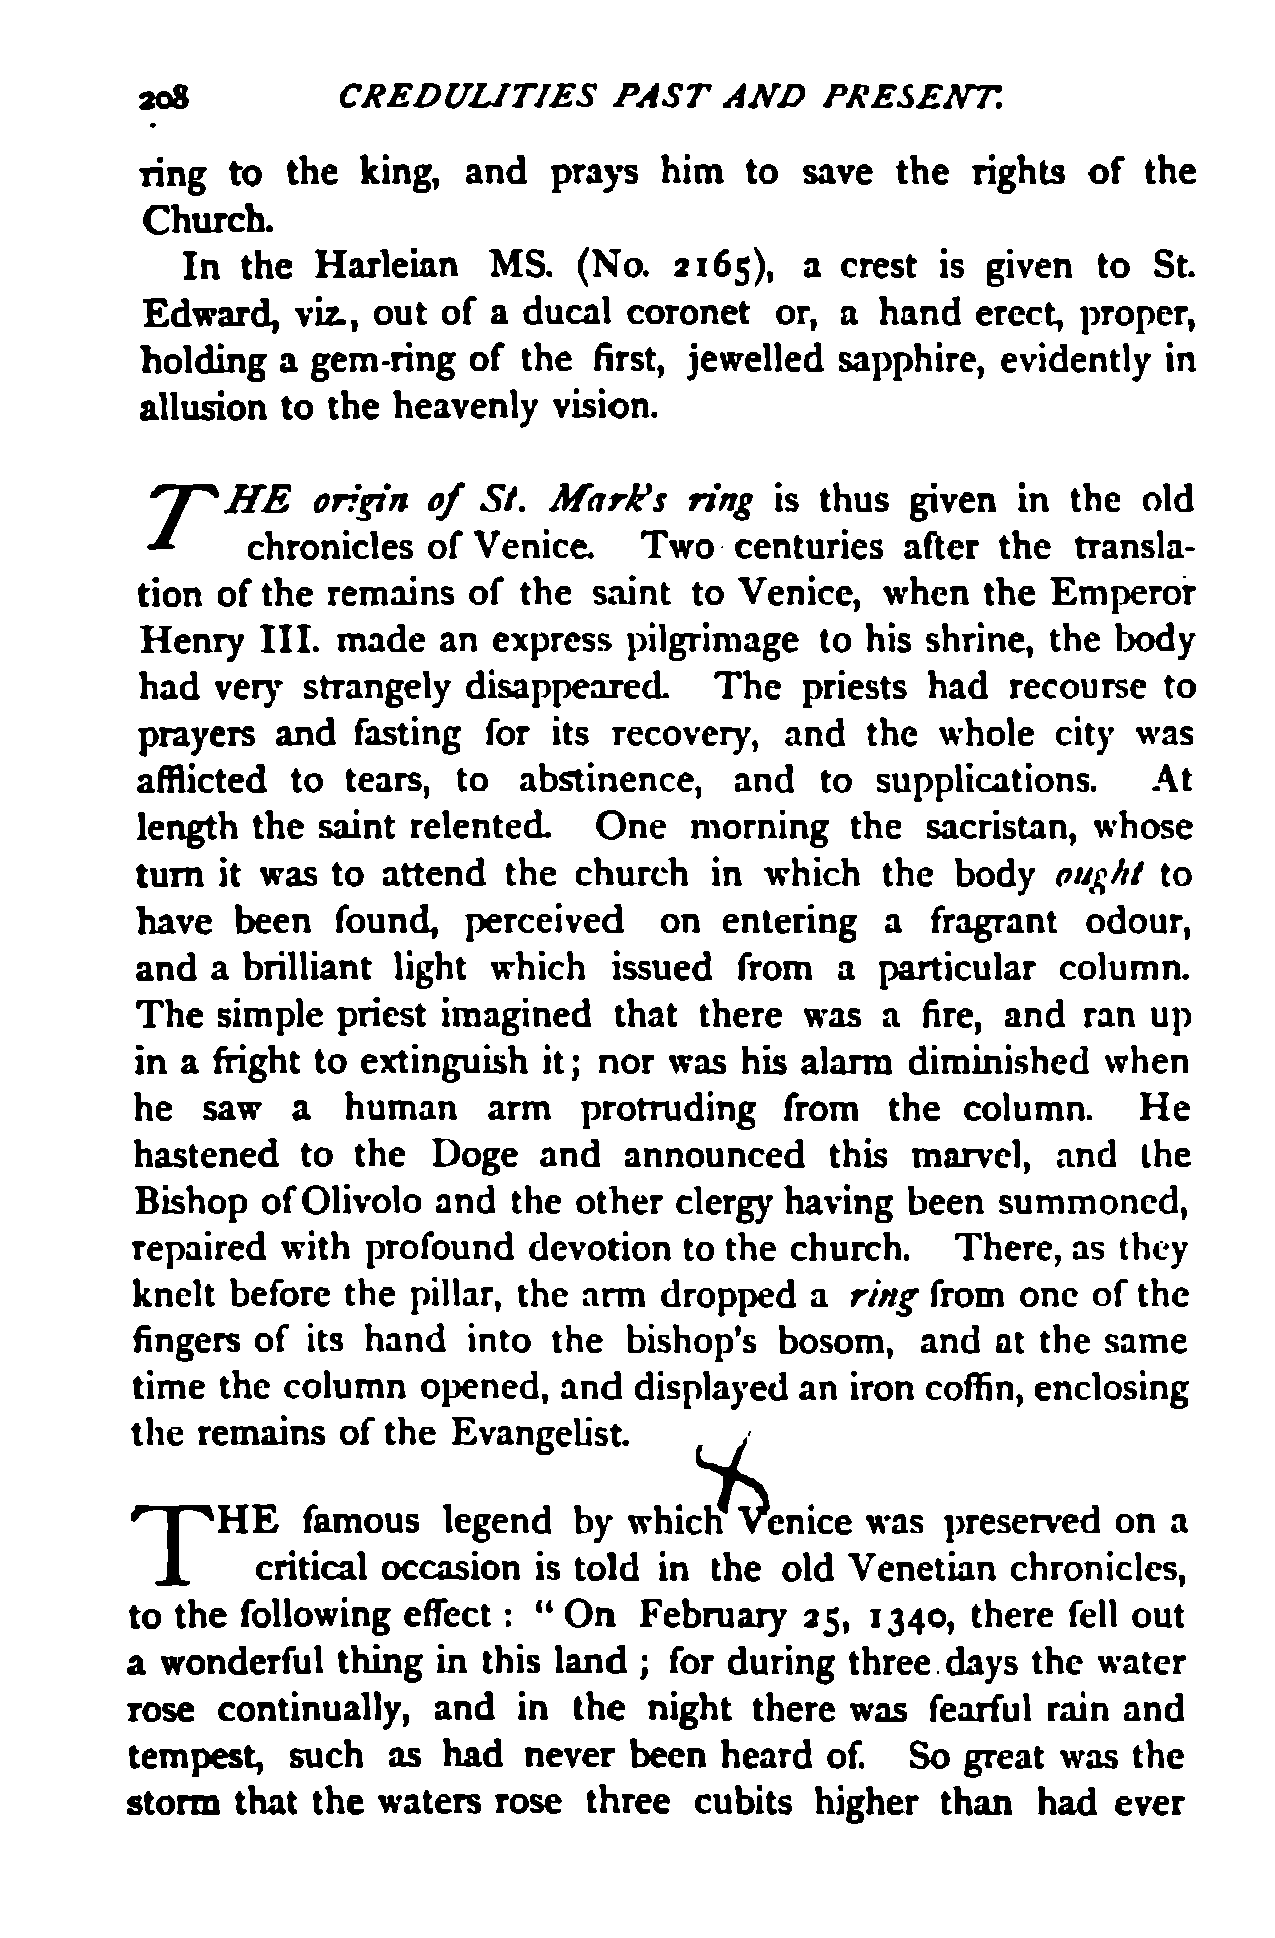 208 CREDULITIES PAST AND PRESENT.
ring to the king, and prays him to save the rights of the
Church.
In the Harleian MS. (No. 2165), a crest is given to St.
Edward, viz., out of a ducal coronet or, a hand erect, proper,
holding a gem-ring of the first, jewelled sapphire, evidently in
allusion to the heavenly vision.
THE origin of St. Mark's ring is thus given in the old
chronicles of Venice. Two centuries after the transla-
tion of the remains of the saint to Venice, when the Emperor
Henry III. made an express pilgrimage to his shrine, the body
had very strangely disappeared. The priests had recourse to
prayers and fasting for its recovery, and the whole city was
afflicted to tears, to abstinence, and to supplications. At
length the saint relented. One morning the sacristan, whose
turn it was to attend the church in which the body ought to
have been found, perceived on entering a fragrant odour,
and a brilliant light which issued from a particular column.
The simple priest imagined that there was a fire, and ran up
in a fright to extinguish it; nor was his alarm diminished when
he saw a human arm protruding from the column. He
hastened to the Doge and announced this marvel, and the
Bishop of Olivolo and the other clergy having been summoned,
repaired with profound devotion to the church. There, as they
knelt before the pillar, the arm dropped a ring from one of the
fingers of its hand into the bishop's bosom, and at the same
time the column opened, and displayed an iron coffin, enclosing
the remains of the Evangelist.
THE famous legend by which Venice was preserved on a
critical occasion is told in the old Venetian chronicles,
to the following effect : "On February 25, 1340, there fell out
a wonderful thing in this land ; for during three days the water
rose continually, and in the night there was fearful rain and
tempest, such as had never been heard of. So great was the
storm that the waters rose three cubits higher than had ever